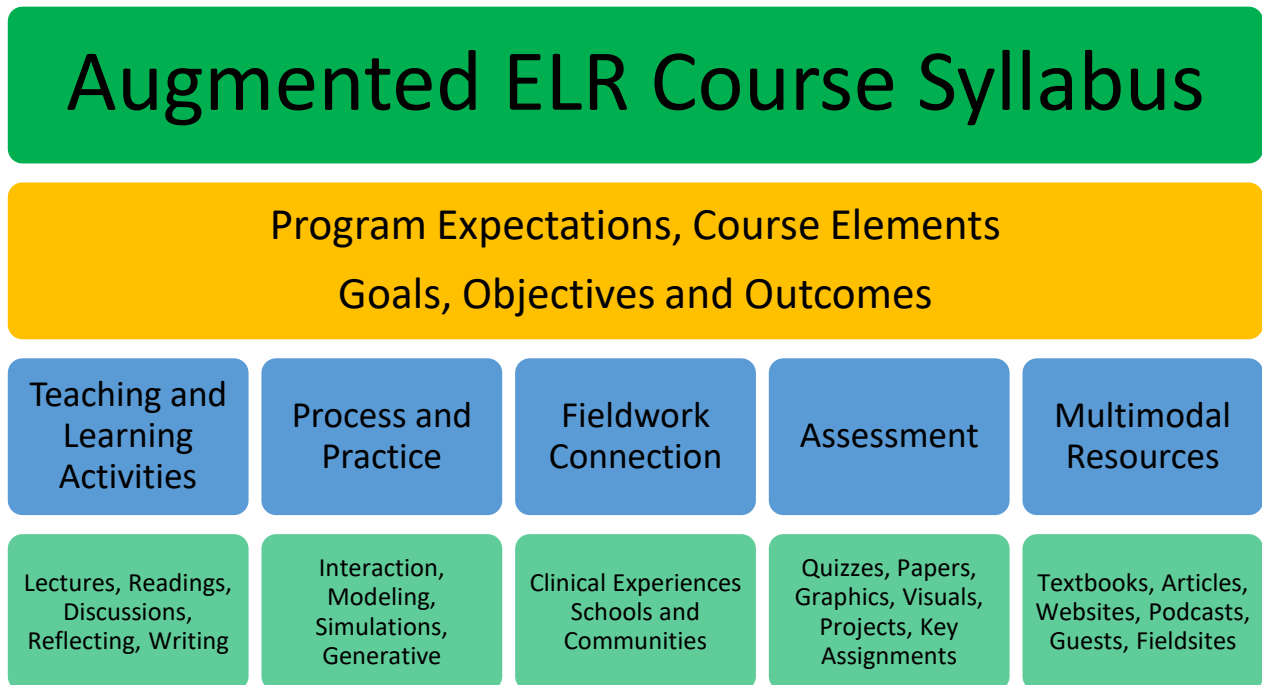 Augmented ELR Course Syllabus
Program Expectations, Course Elements
Goals, Objectives and Outcomes
Teaching and
Learning
Activities
Process and
Practice
Fieldwork
Connection
Assessment
Multimodal
Resources
Lectures, Readings,
Discussions,
Reflecting, Writing
Interaction,
Modeling,
Simulations,
Generative
Clinical Experiences
Schools and
Communities
Quizzes, Papers,
Graphics, Visuals,
Projects, Key
Assignments
Textbooks, Articles,
Websites, Podcasts,
Guests, Fieldsites